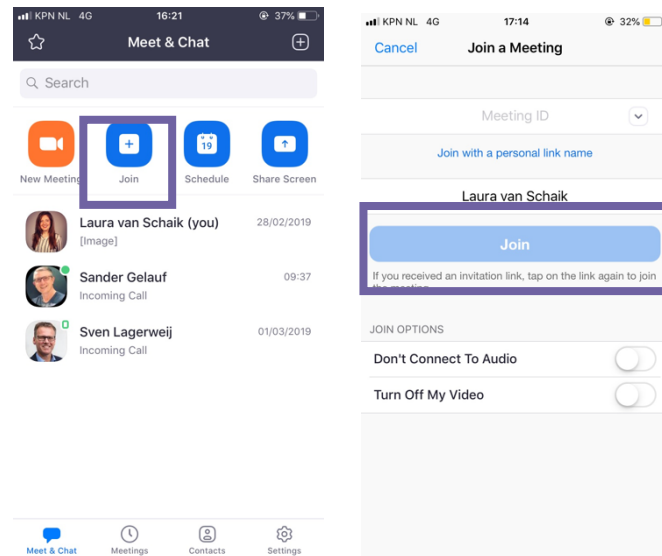 KPN NL 4G 16:21 37%
Meet & Chat
Search
19
New Meeting Join Schedule Share Screen
Laura van Schaik (you) 28/02/2019
[Image]
Sander Gelauf 09:37
Incoming Call
Sven Lagerweij 01/03/2019
Incoming Call
Meet & Chat Meetings Contacts Settings
KPN NL 4G 17:14 32%
Cancel Join a Meeting
Meeting ID
Join with a personal link name
Laura van Schaik
Join
If you received an invitation link, tap on the link again to join
the meeting
JOIN OPTIONS
Don't Connect To Audio
Turn Off My Video